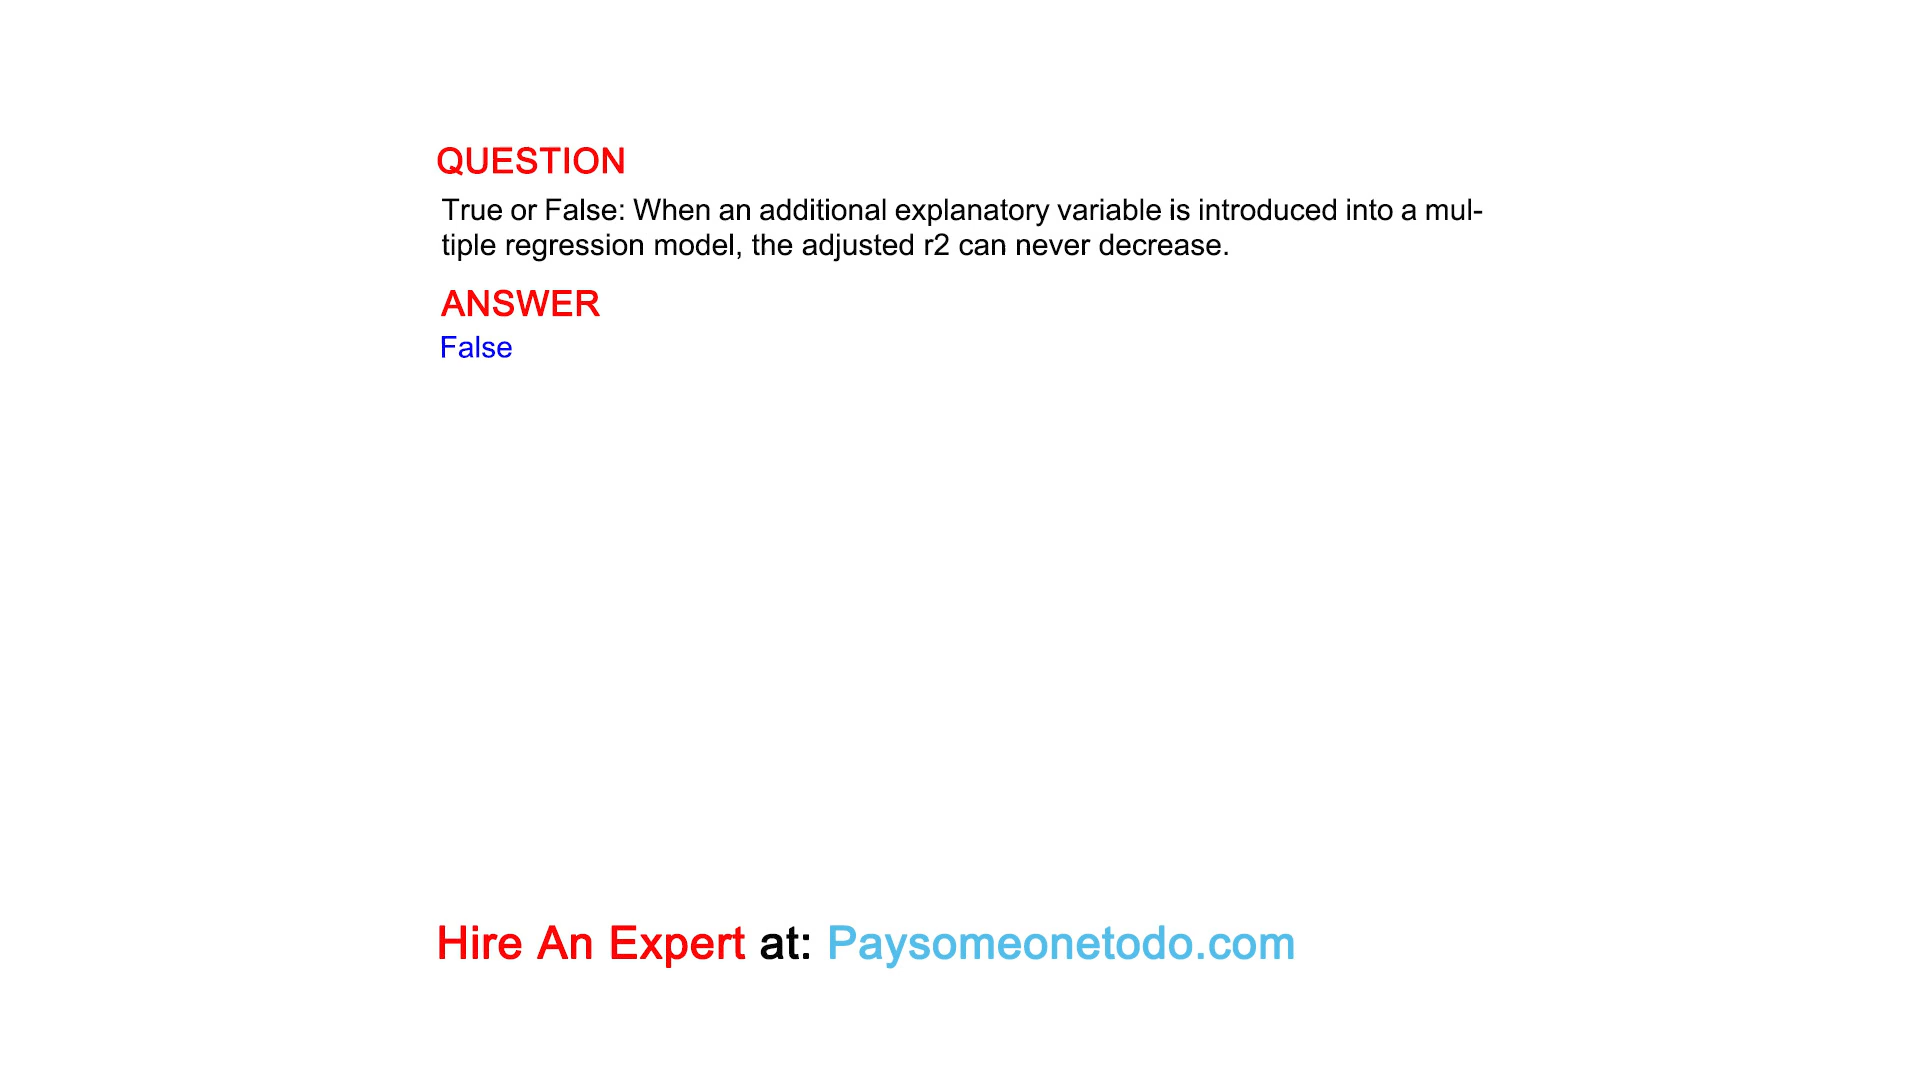 QUESTION
True or False: When an additional explanatory variable is introduced into a mul-
tiple regression model, the adjusted r2 can never decrease.
ANSWER
False
Hire An Expert at: Paysomeonetodo.com